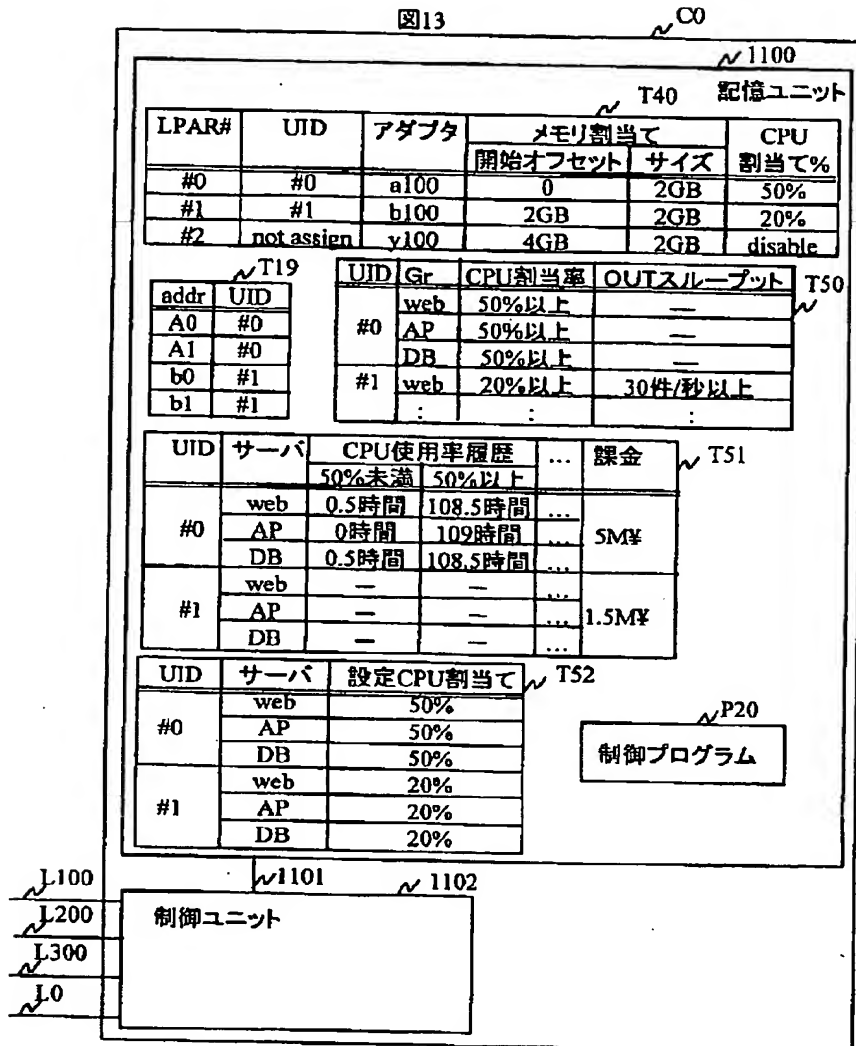 図13
C0
1100
T40 記憶ユニット
LPAR# UID アダプタ メモリ割当て CPU
開始オフセット サイズ 割当て%
#0 #0 a100 0 2GB 50%
#1 #1 b100 2GB 2GB 20%
#2 not assign y100 4GB 2GB disable
T19
addr UID
A0 #0
A1 #0
b0 #1
b1 #1
UID Gr CPU割当率 OUTスループット T50
web 50%以上 —
#0 AP 50%以上 —
DB 50%以上 —
#1 web 20%以上 30件/秒以上
: : :
UID サーバ CPU使用率履歴 … 課金 T51
50%未満 50%以上
web 0.5時間 108.5時間 …
#0 AP 0時間 109時間 … 5M¥
DB 0.5時間 108.5時間 …
web — — …
#1 AP — — … 1.5M¥
DB — — …
UID サーバ 設定CPU割当て T52
web 50%
#0 AP 50%
DB 50%
web 20%
#1 AP 20%
DB 20%
P20
制御プログラム
1101 1102
制御ユニット
L100
L200
L300
L0